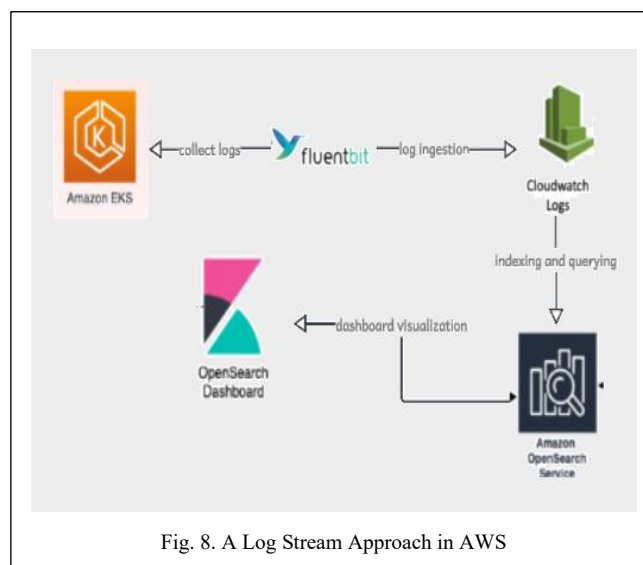 collect logs
fluentbit
log ingestion
Amazon EKS
Cloudwatch
Logs
indexing and querying
dashboard visualization
OpenSearch
Dashboard
Amazon
OpenSearch
Service
Fig. 8. A Log Stream Approach in AWS